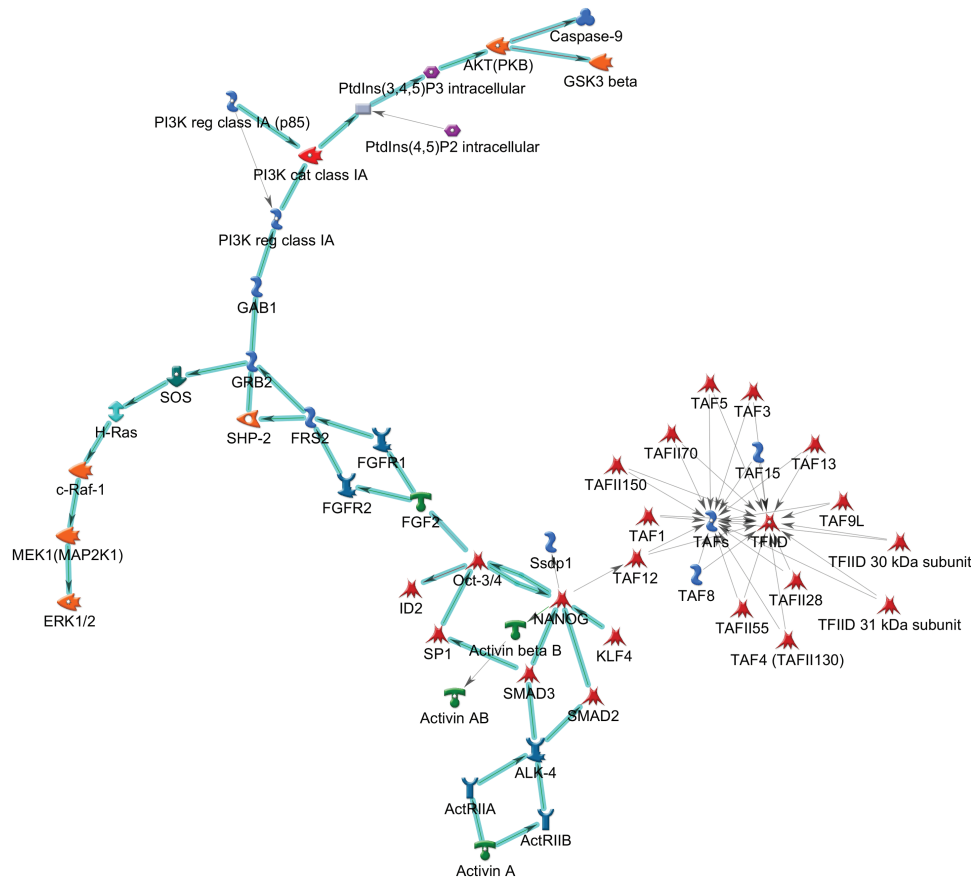 Caspase-9
AKT(PKB)
GSK3 beta
PtdIns(3,4,5)P3 intracellular
PI3K reg class IA (p85)
PtdIns(4,5)P2 intracellular
PI3K cat class IA
PI3K reg class IA
GAB1
GRB2
SOS
H-Ras
SHP-2
FRS2
c-Raf-1
FGFR1
FGFR2
FGF2
MEK1(MAP2K1)
ERK1/2
TAF5
TAF3
TAFII70
TAF15
TAF13
TAFII150
TAF1
TAFs
TFIID
TAF9L
TFIID 30 kDa subunit
Ssdp1
TAF12
Oct-3/4
TAF8
TAFII28
ID2
NANOG
TAFII55
TFIID 31 kDa subunit
SP1
Activin beta B
KLF4
TAF4 (TAFII130)
SMAD3
Activin AB
SMAD2
ALK-4
ActRIIA
ActRIIB
Activin A